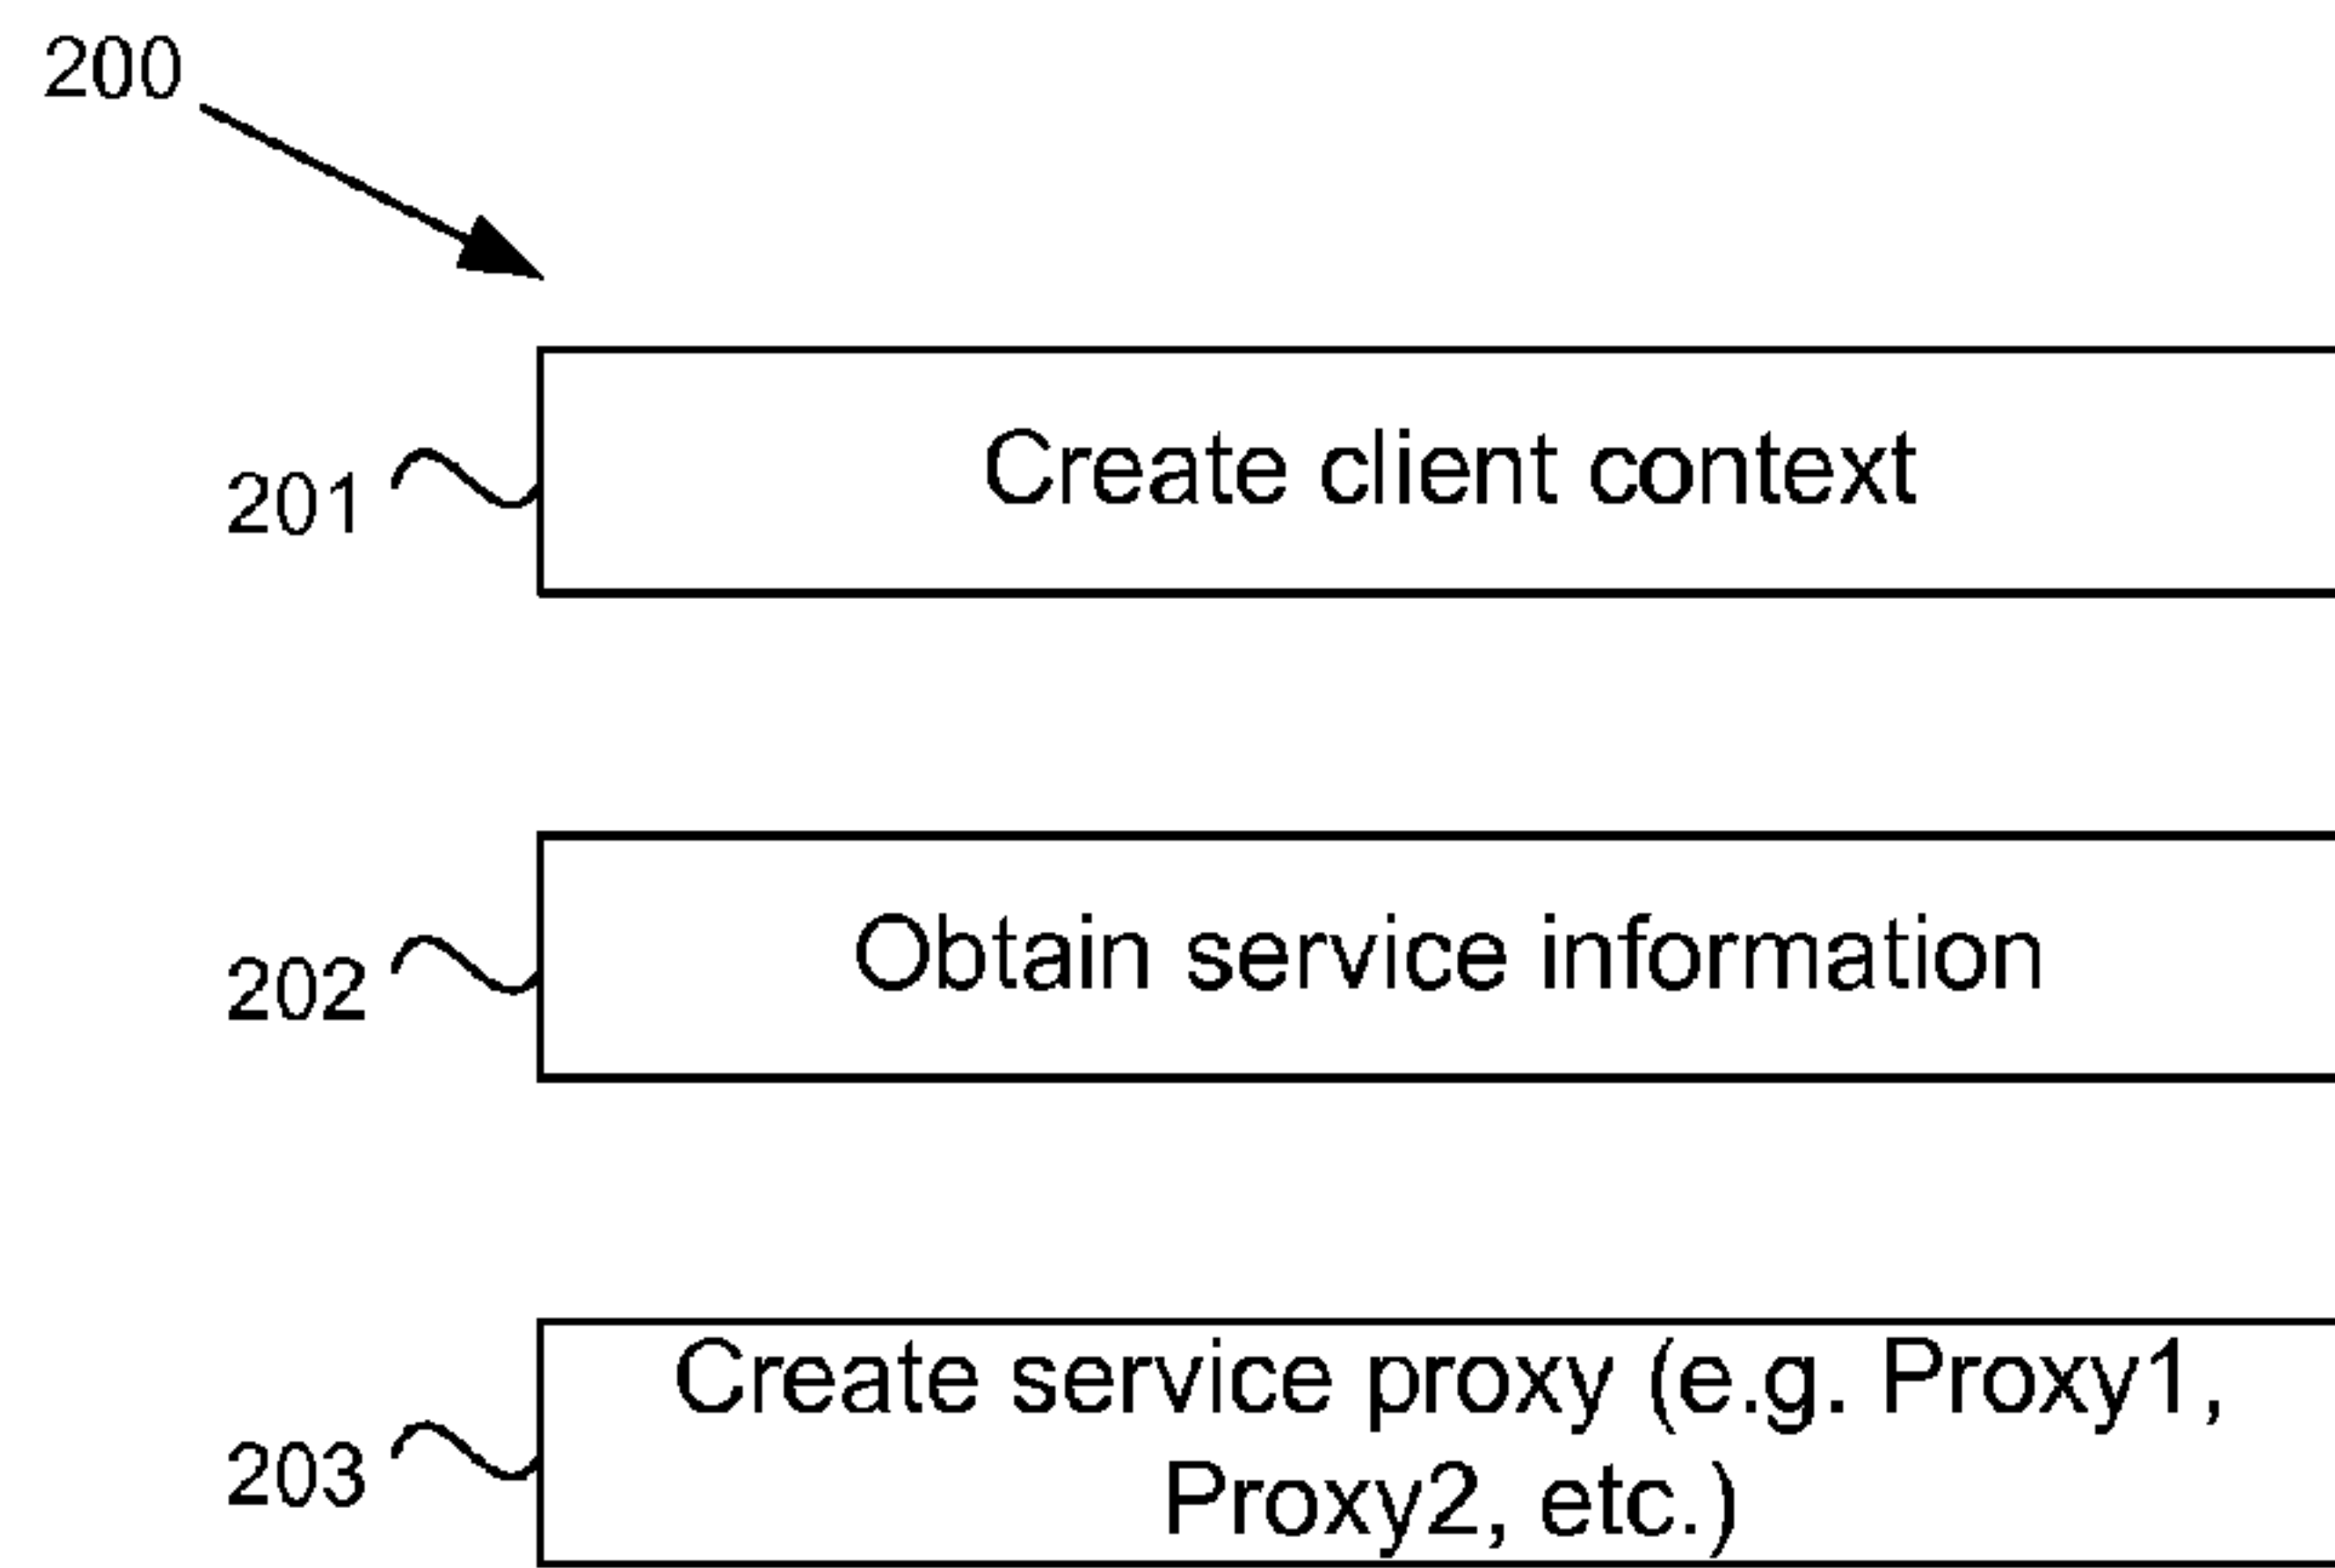 200
201
Create client context
202
Obtain service information
203
Create service proxy (e.g. Proxy1,
Proxy2, etc.)